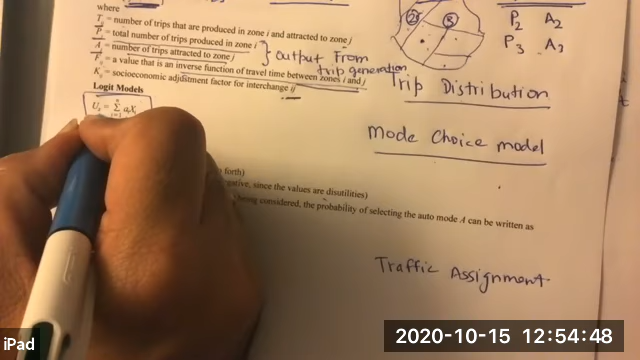 where
T = number of trips that are produced in zone i and attracted to zone j
P = total number of trips produced in zone i
A = number of trips attracted to zone j
F = a value that is an inverse function of travel time between zones i and j
K = socioeconomic adjustment factor for interchange ij
output from
trip generation
2
3
P2 A2
P3 A3
Trip Distribution
Logit Models
Mode Choice model
forth)
since the values are disutilities)
being considered, the probability of selecting the auto mode A can be written as
Traffic Assignment
iPad
2020-10-15 12:54:48